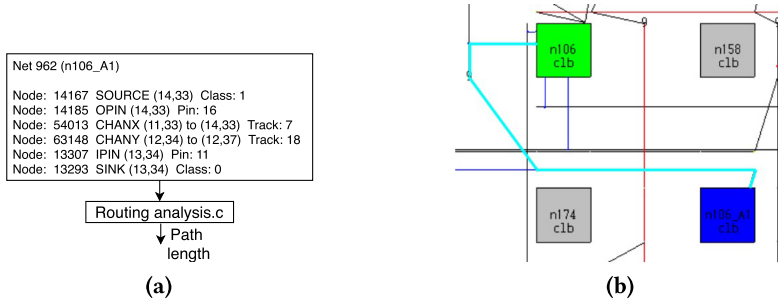 Net 962 (n106_A1)
Node: 14167 SOURCE (14,33) Class: 1
Node: 14185 OPIN (14,33) Pin: 16
Node: 54013 CHANX (11,33) to (14,33) Track: 7
Node: 63148 CHANY (12,34) to (12,37) Track: 18
Node: 13307 IPIN (13,34) Pin: 11
Node: 13293 SINK (13,34) Class: 0
Routing analysis.c
Path
length
(a)
n106
clb
n158
clb
n174
clb
n106_A1
clb
(b)